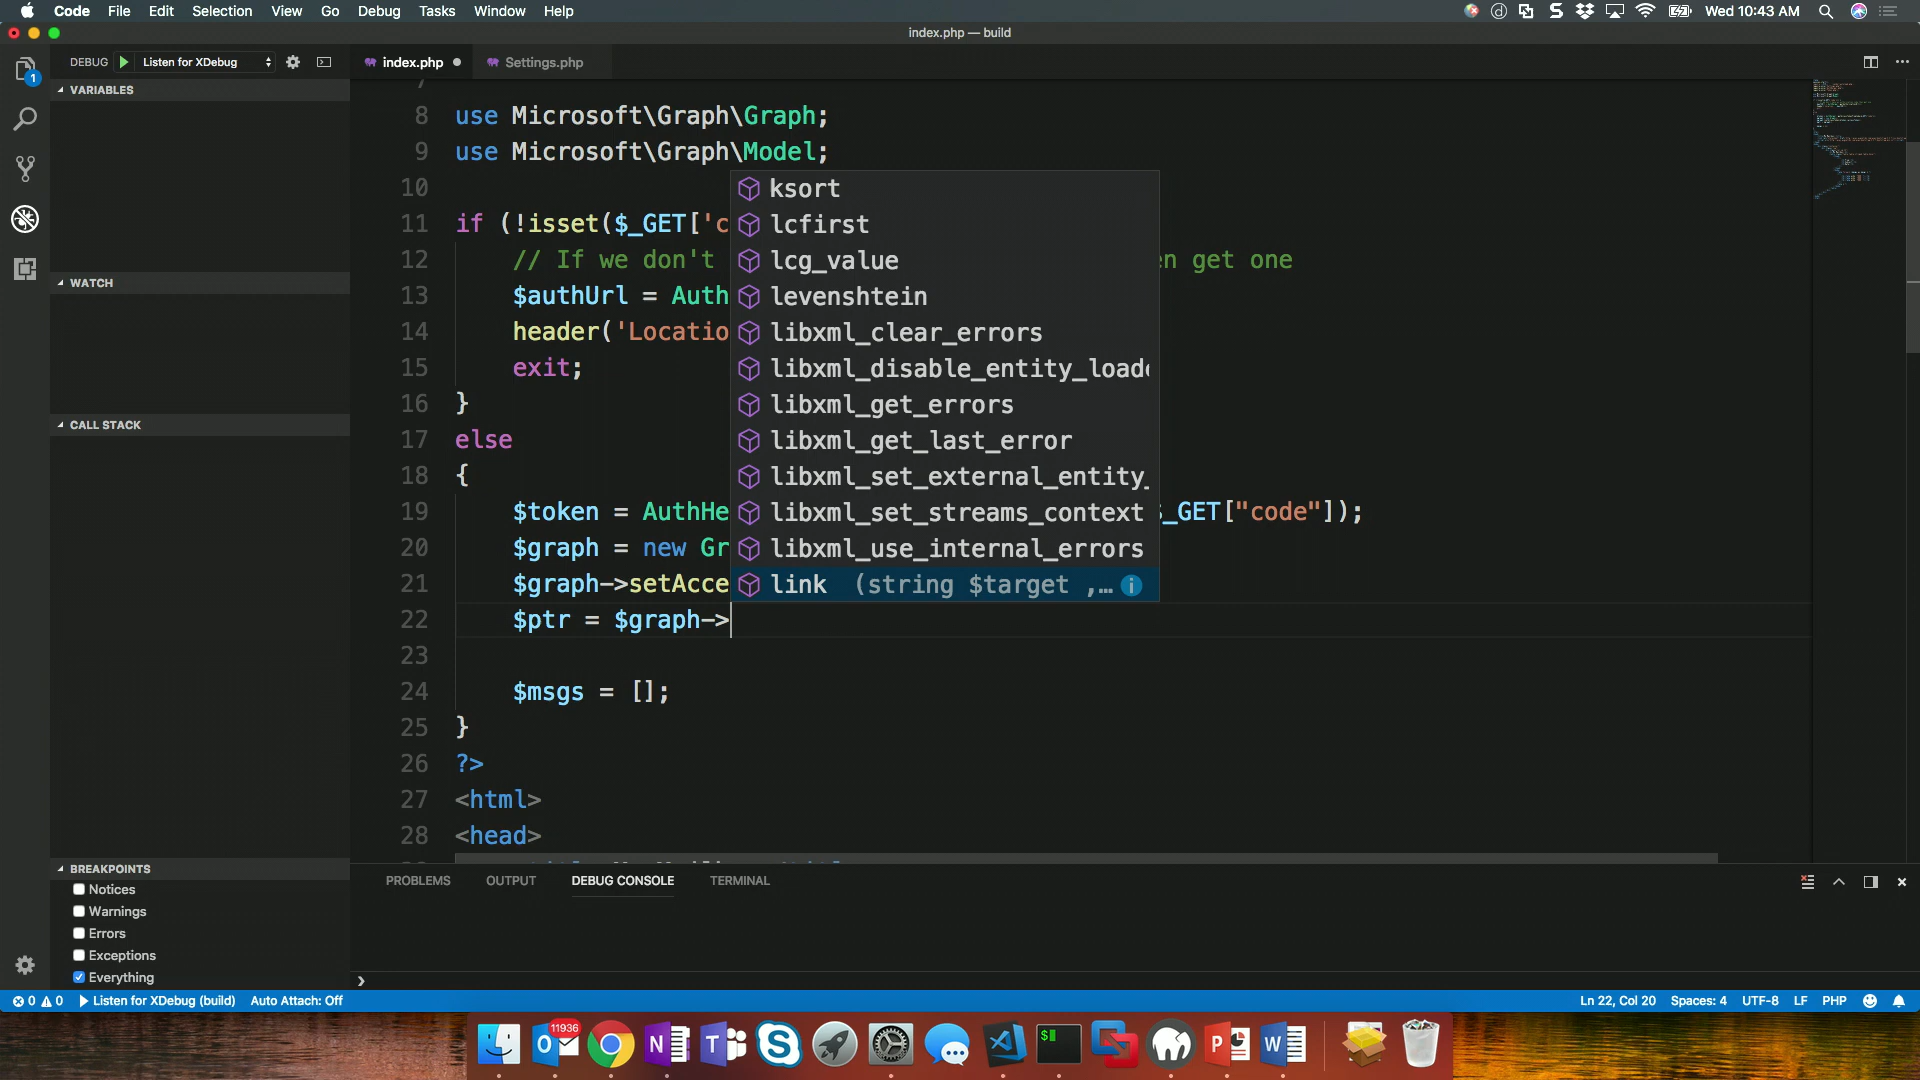 Code File Edit Selection View Go Debug Tasks Window Help
Wed 10:43 AM
index.php — build
DEBUG Listen for XDebug
index.php
Settings.php
VARIABLES
WATCH
CALL STACK
BREAKPOINTS
Notices
Warnings
Errors
Exceptions
Everything
1
7
8 use Microsoft\Graph\Graph;
9 use Microsoft\Graph\Model;
10
11 if (!isset($_GET['c
12 // If we don't en get one
13 $authUrl = Auth
14 header('Locatio
15 exit;
16 }
17 else
18 {
19 $token = AuthHe $_GET["code"]);
20 $graph = new Gr
21 $graph->setAcce
22 $ptr = $graph->
23
24 $msgs = [];
25 }
26 ?>
27 <html>
28 <head>
ksort
lcfirst
lcg_value
levenshtein
libxml_clear_errors
libxml_disable_entity_loade
libxml_get_errors
libxml_get_last_error
libxml_set_external_entity_
libxml_set_streams_context
libxml_use_internal_errors
link (string $target ,…
PROBLEMS OUTPUT DEBUG CONSOLE TERMINAL
0 0 Listen for XDebug (build) Auto Attach: Off
Ln 22, Col 20 Spaces: 4 UTF-8 LF PHP
11936